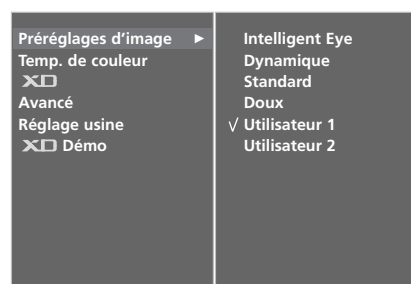 Préréglages d'image ►
Temp. de couleur
XD
Avancé
Réglage usine
XD Démo
Intelligent Eye
Dynamique
Standard
Doux
√ Utilisateur 1
Utilisateur 2